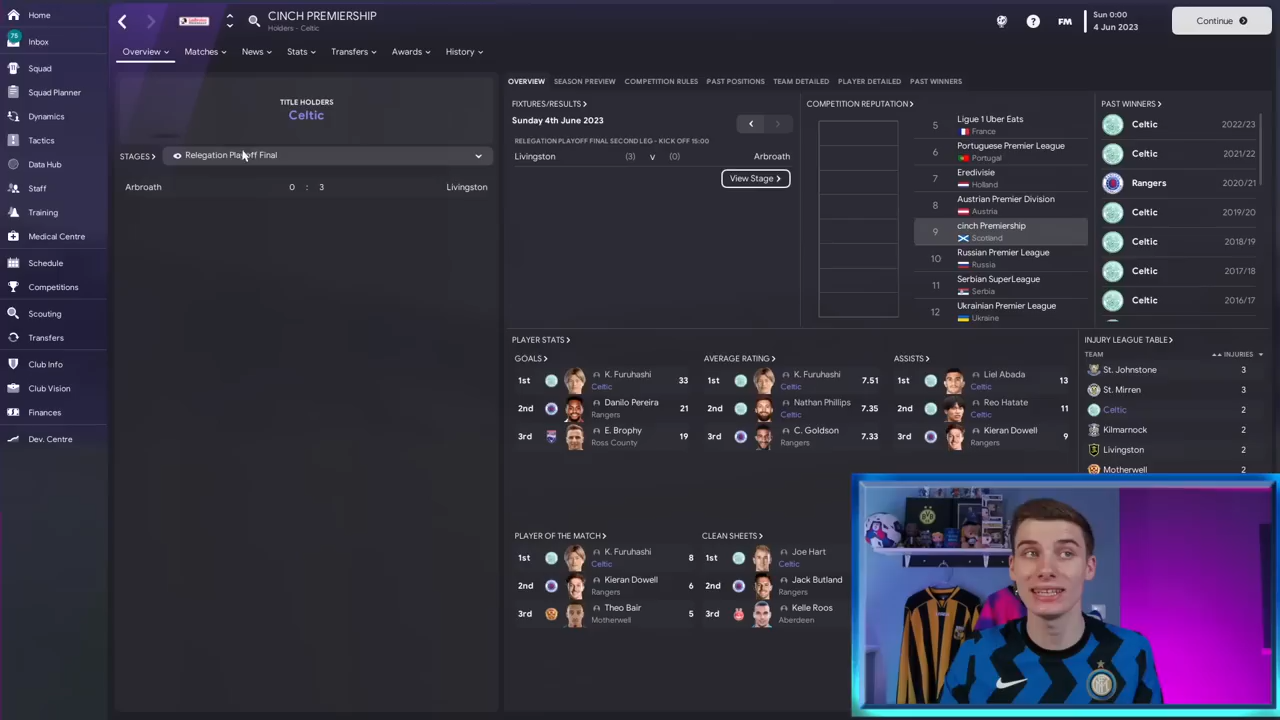 Home
75
Inbox
Squad
Squad Planner
Dynamics
Tactics
Data Hub
Staff
Training
Medical Centre
Schedule
Competitions
Scouting
Transfers
Club Info
Club Vision
Finances
Dev. Centre
CINCH PREMIERSHIP
Holders - Celtic
?
FM
Sun 0:00
4 Jun 2023
Continue
Overview
Matches
News
Stats
Transfers
Awards
History
TITLE HOLDERS
Celtic
STAGES
Relegation Playoff Final
Arbroath 0 : 3 Livingston
OVERVIEW
SEASON PREVIEW
COMPETITION RULES
PAST POSITIONS
TEAM DETAILED
PLAYER DETAILED
PAST WINNERS
FIXTURES/RESULTS
Sunday 4th June 2023
RELEGATION PLAYOFF FINAL SECOND LEG - KICK OFF 15:00
Livingston (3) v (0) Arbroath
View Stage
COMPETITION REPUTATION
5 Ligue 1 Uber Eats
France
6 Portuguese Premier League
Portugal
7 Eredivisie
Holland
8 Austrian Premier Division
Austria
9 cinch Premiership
Scotland
10 Russian Premier League
Russia
11 Serbian SuperLeague
Serbia
12 Ukrainian Premier League
Ukraine
PAST WINNERS
Celtic 2022/23
Celtic 2021/22
Rangers 2020/21
Celtic 2019/20
Celtic 2018/19
Celtic 2017/18
Celtic 2016/17
PLAYER STATS
GOALS
1st K. Furuhashi 33
Celtic
2nd Danilo Pereira 21
Rangers
3rd E. Brophy 19
Ross County
AVERAGE RATING
1st K. Furuhashi 7.51
Celtic
2nd Nathan Phillips 7.35
Celtic
3rd C. Goldson 7.33
Rangers
ASSISTS
1st Liel Abada 13
Celtic
2nd Reo Hatate 11
Celtic
3rd Kieran Dowell 9
Rangers
INJURY LEAGUE TABLE
TEAM INJURIES
St. Johnstone 3
St. Mirren 3
Celtic 2
Kilmarnock 2
Livingston 2
Motherwell 2
PLAYER OF THE MATCH
1st K. Furuhashi 8
Celtic
2nd Kieran Dowell 6
Rangers
3rd Theo Bair 5
Motherwell
CLEAN SHEETS
1st Joe Hart
Celtic
2nd Jack Butland
Rangers
3rd Kelle Roos
Aberdeen